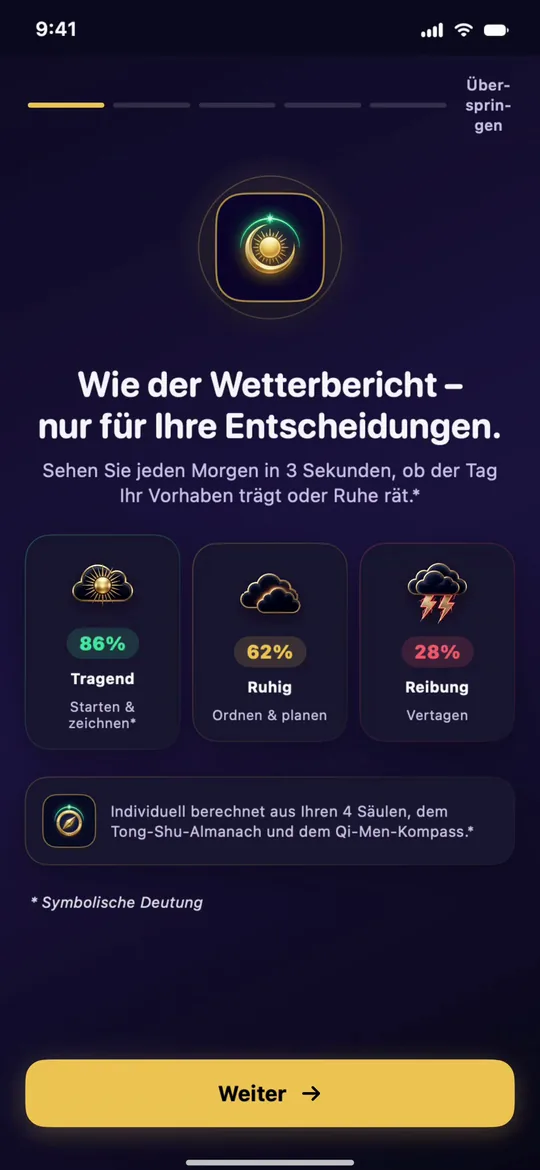 9:41
Über-
sprin-
gen
Wie der Wetterbericht –
nur für Ihre Entscheidungen.
Sehen Sie jeden Morgen in 3 Sekunden, ob der Tag
Ihr Vorhaben trägt oder Ruhe rät.*
86%
Tragend
Starten &
zeichnen*
62%
Ruhig
Ordnen & planen
28%
Reibung
Vertagen
Individuell berechnet aus Ihren 4 Säulen, dem
Tong-Shu-Almanach und dem Qi-Men-Kompass.*
* Symbolische Deutung
Weiter →